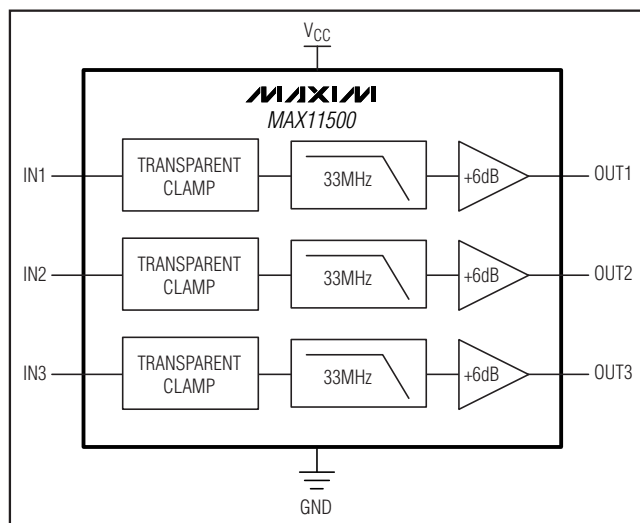 VCC
MAXIM
MAX11500
IN1 TRANSPARENT CLAMP 33MHz +6dB OUT1
IN2 TRANSPARENT CLAMP 33MHz +6dB OUT2
IN3 TRANSPARENT CLAMP 33MHz +6dB OUT3
GND